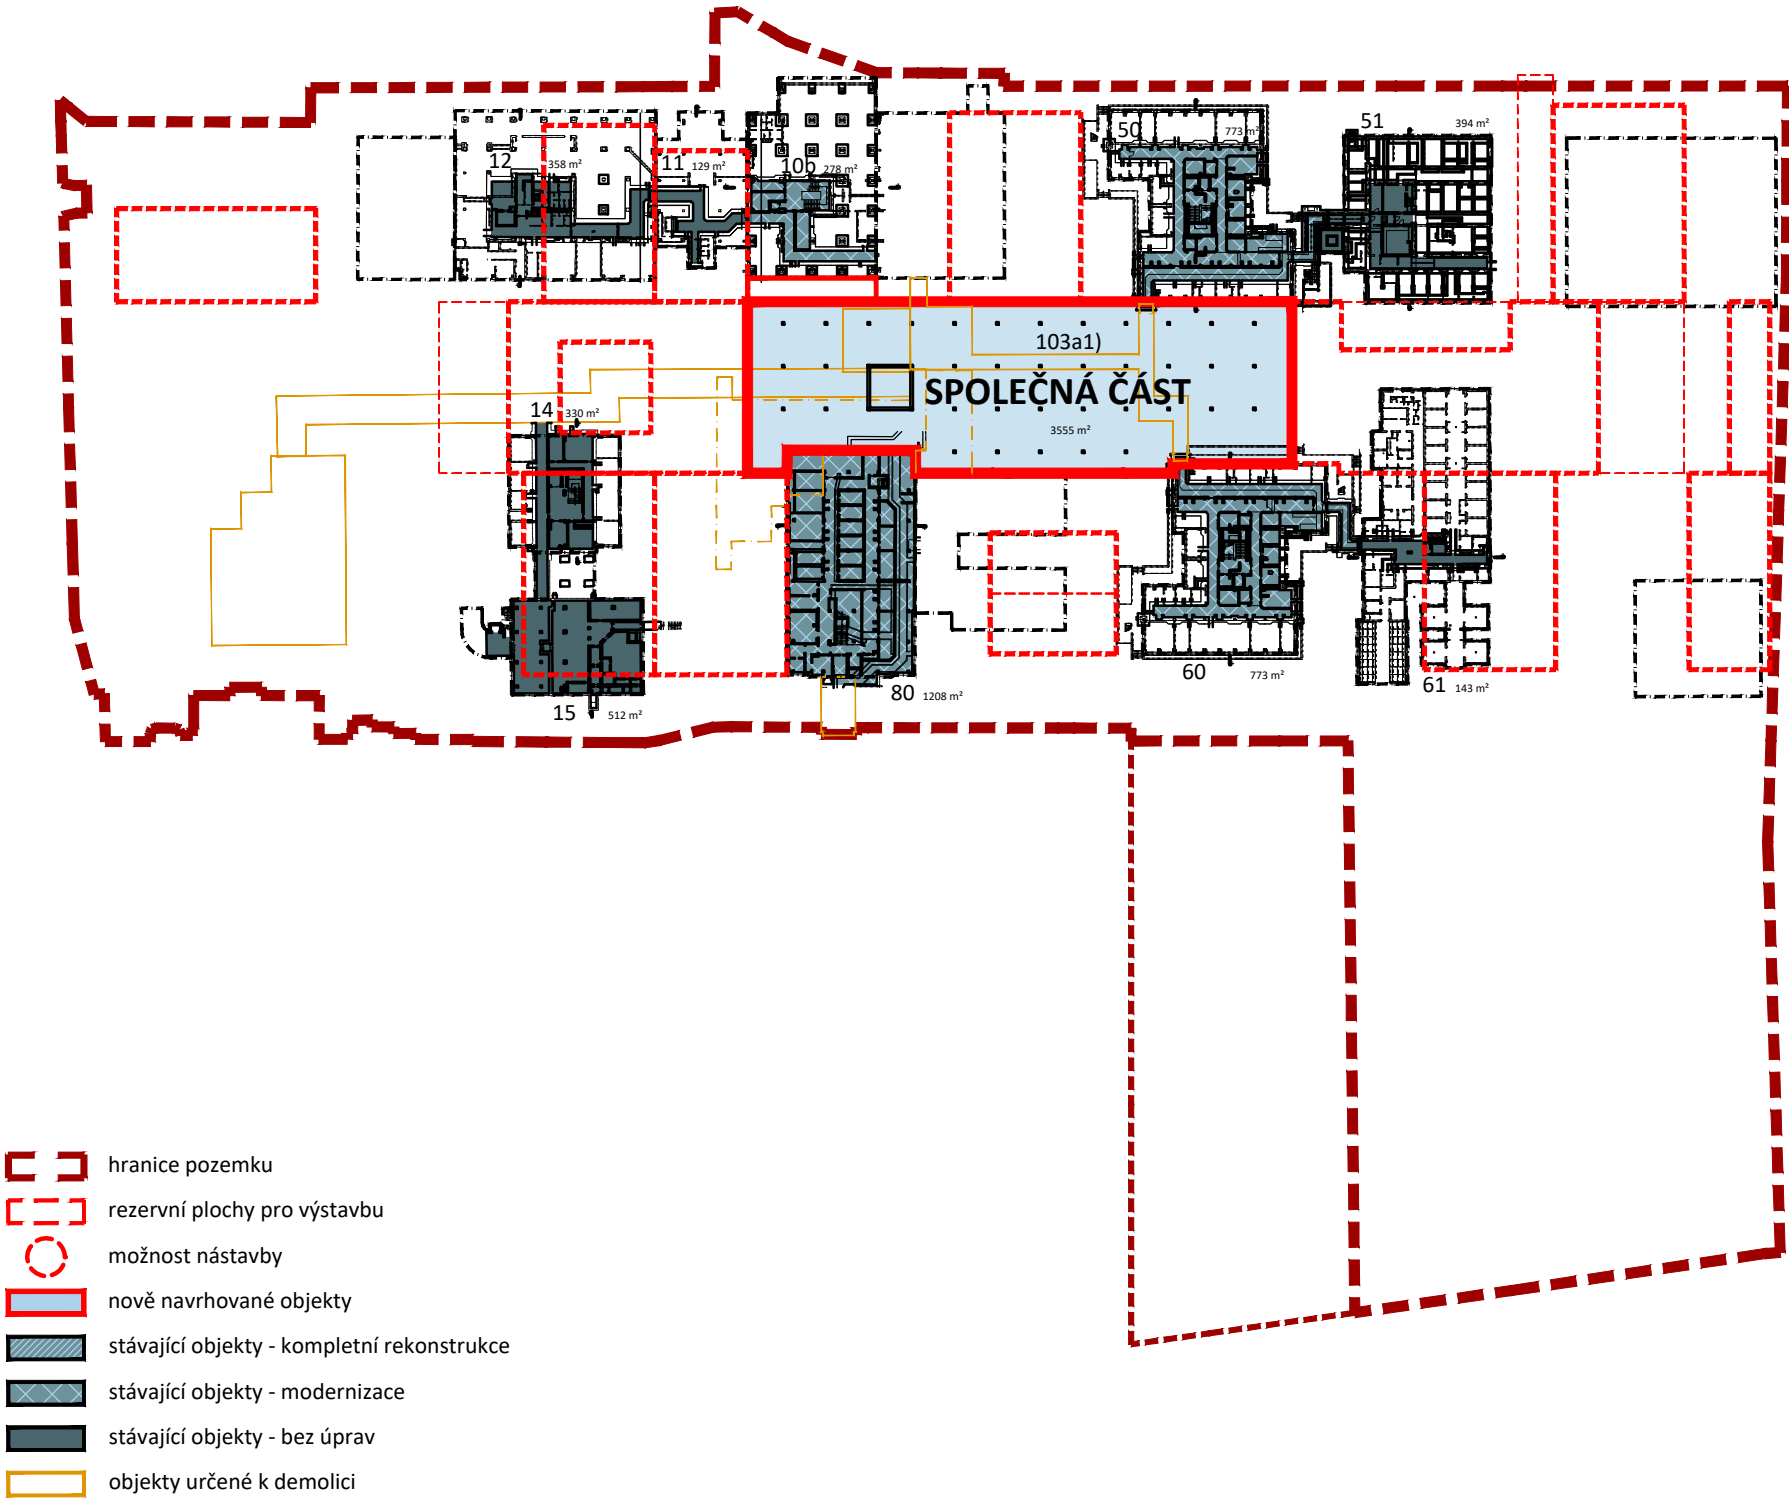 12
358 m²
11
129 m²
10b
278 m²
50
773 m²
51
394 m²
103a1)
SPOLEČNÁ ČÁST
3555 m²
14
330 m²
15
512 m²
80
1208 m²
60
773 m²
61
143 m²
hranice pozemku
rezervní plochy pro výstavbu
možnost nástavby
nově navrhované objekty
stávající objekty - kompletní rekonstrukce
stávající objekty - modernizace
stávající objekty - bez úprav
objekty určené k demolici